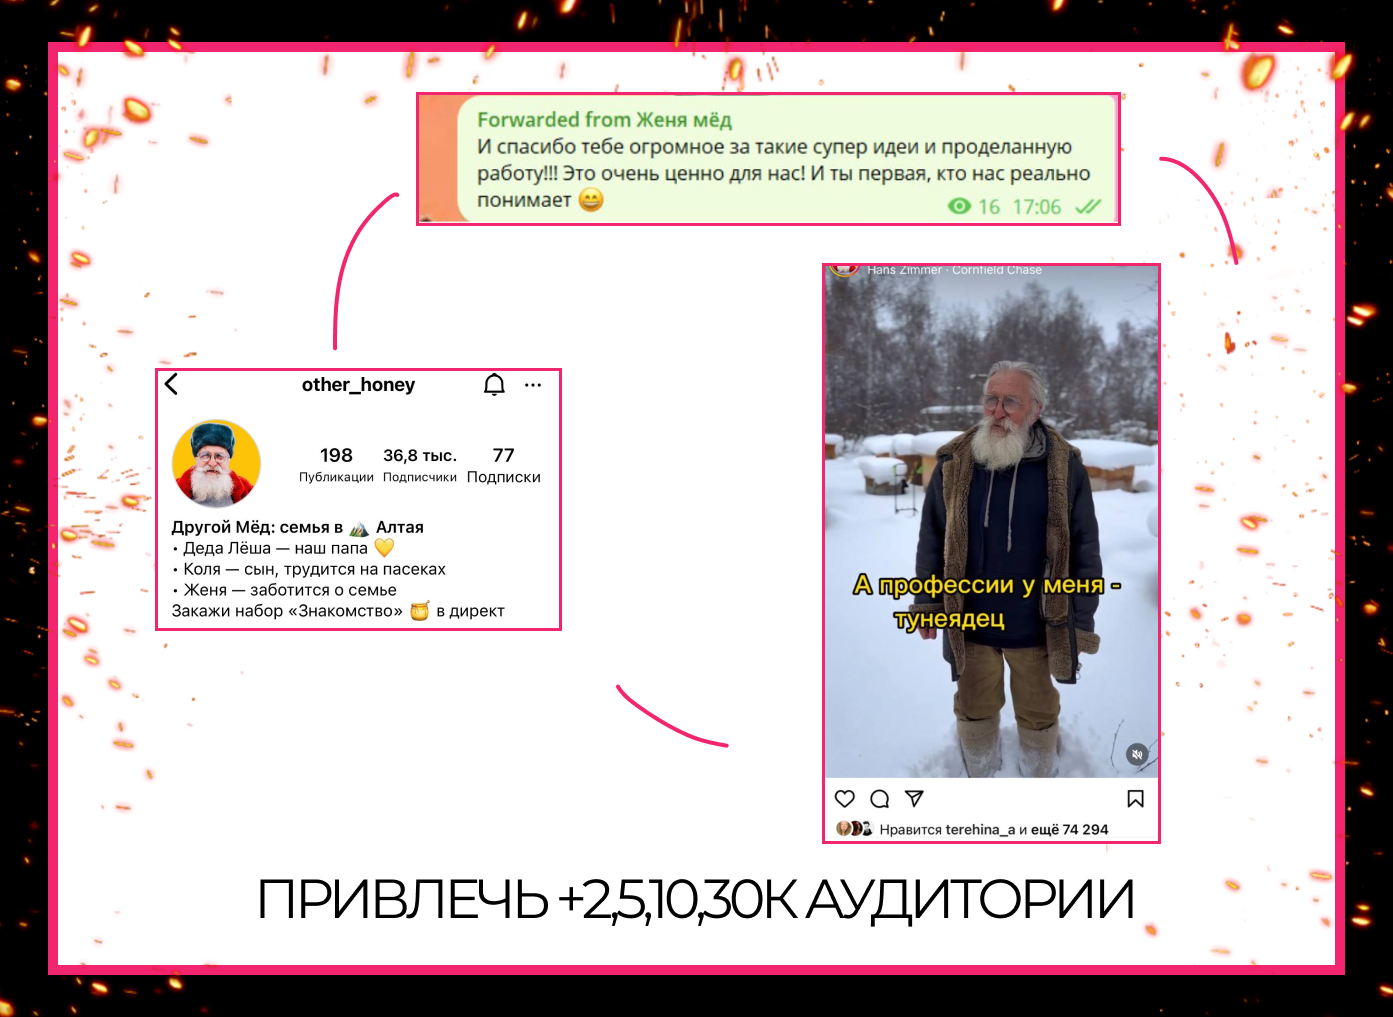 Forwarded from Женя мёд
И спасибо тебе огромное за такие супер идеи и проделанную
работу!!! Это очень ценно для нас! И ты первая, кто нас реально
понимает 😄
16 17:06
other_honey
198 36,8 тыс. 77
Публикации Подписчики Подписки
Другой Мёд: семья в 🏔️ Алтая
• Деда Лёша — наш папа 💛
• Коля — сын, трудится на пасеках
• Женя — заботится о семье
Закажи набор «Знакомство» 🍯 в директ
Hans Zimmer · Cornfield Chase
А профессии у меня -
тунеядец
Нравится terehina_a и ещё 74 294
ПРИВЛЕЧЬ +2,5,10,30К АУДИТОРИИ